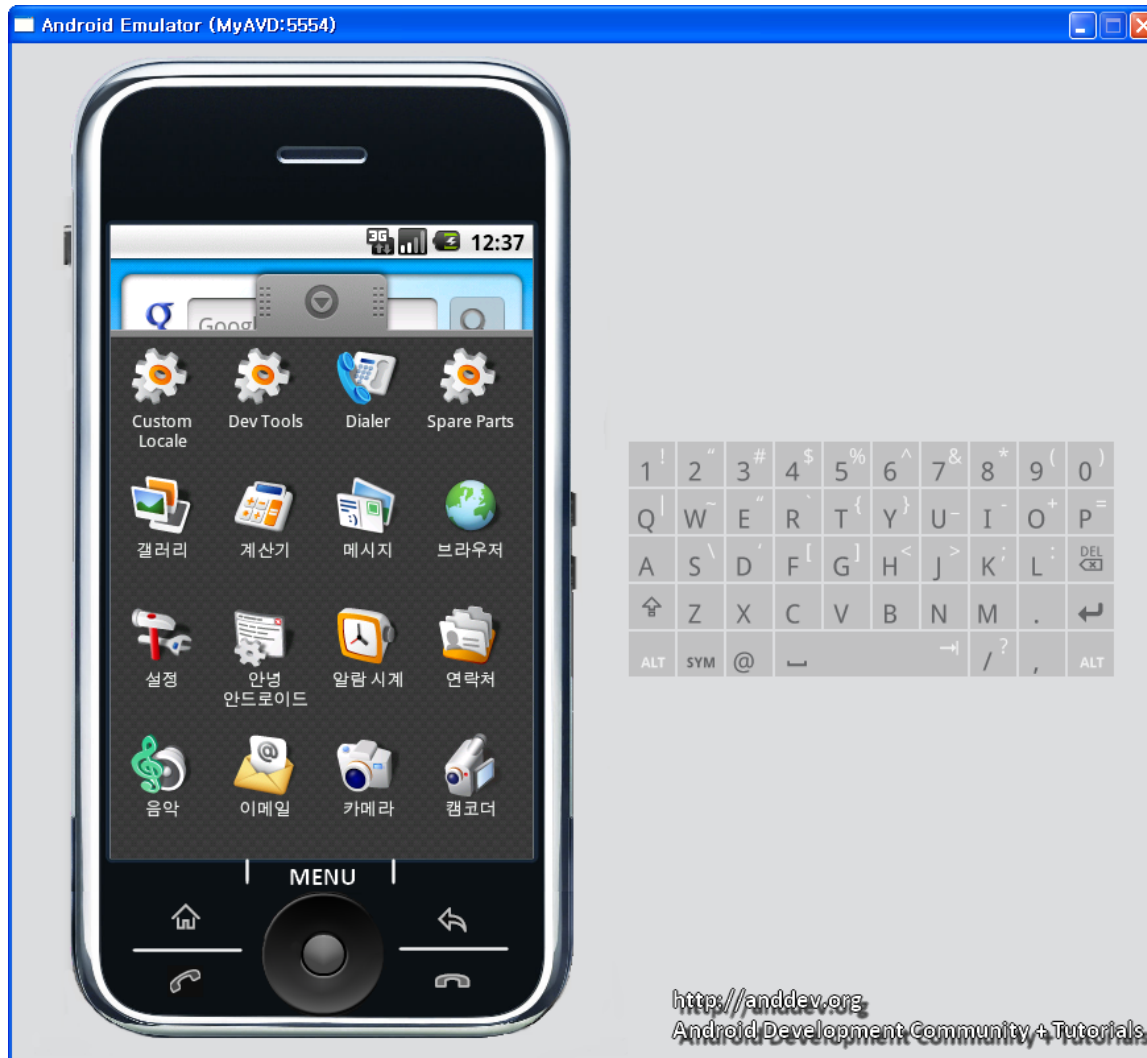 Android Emulator (MyAVD:5554)
3G 12:37
Googl
Custom Locale
Dev Tools
Dialer
Spare Parts
갤러리
계산기
메시지
브라우저
설정
안녕 안드로이드
알람 시계
연락처
음악
이메일
카메라
캠코더
MENU
1 ! 2 “ 3 # 4 $ 5 % 6 ^ 7 & 8 * 9 ( 0 )
Q | W ~ E “ R ` T { Y } U _ I - O + P =
A S \ D ‘ F [ G ] H < J > K ; L : DEL
Z X C V B N M .
ALT SYM @ / ? , ALT
http://anddev.org
Android Development Community + Tutorials